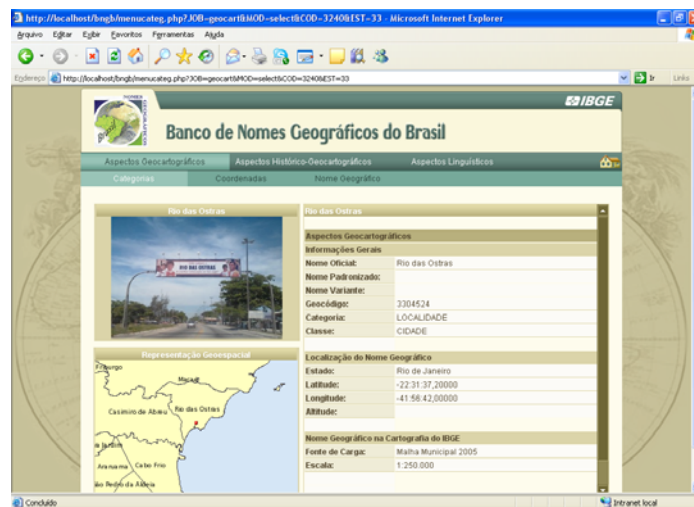 http://localhost/bngb/menucateg.php?JOB=geocart&MOD=select&COD=3240&EST=33 - Microsoft Internet Explorer
Arquivo Editar Exibir Favoritos Ferramentas Ajuda
Endereço http://localhost/bngb/menucateg.php?JOB=geocart&MOD=select&COD=3240&EST=33 Ir Links
IBGE
Banco de Nomes Geográficos do Brasil
Aspectos Geocartográficos Aspectos Histórico-Geocartográficos Aspectos Linguísticos
Categorias Coordenadas Nome Geográfico
Rio das Ostras
RIO DAS OSTRAS
Representação Geoespacial
Friburgo
Macaé
Casimiro de Abreu
Rio das Ostras
Araruama
Cabo Frio
São Pedro da Aldeia
Rio das Ostras
Aspectos Geocartográficos
Informações Gerais
Nome Oficial: Rio das Ostras
Nome Padronizado:
Nome Variante:
Geocódigo: 3304524
Categoria: LOCALIDADE
Classe: CIDADE
Localização do Nome Geográfico
Estado: Rio de Janeiro
Latitude: -22:31:37,20000
Longitude: -41:56:42,00000
Altitude:
Nome Geográfico na Cartografia do IBGE
Fonte de Carga: Malha Municipal 2005
Escala: 1:250.000
Concluído Intranet local